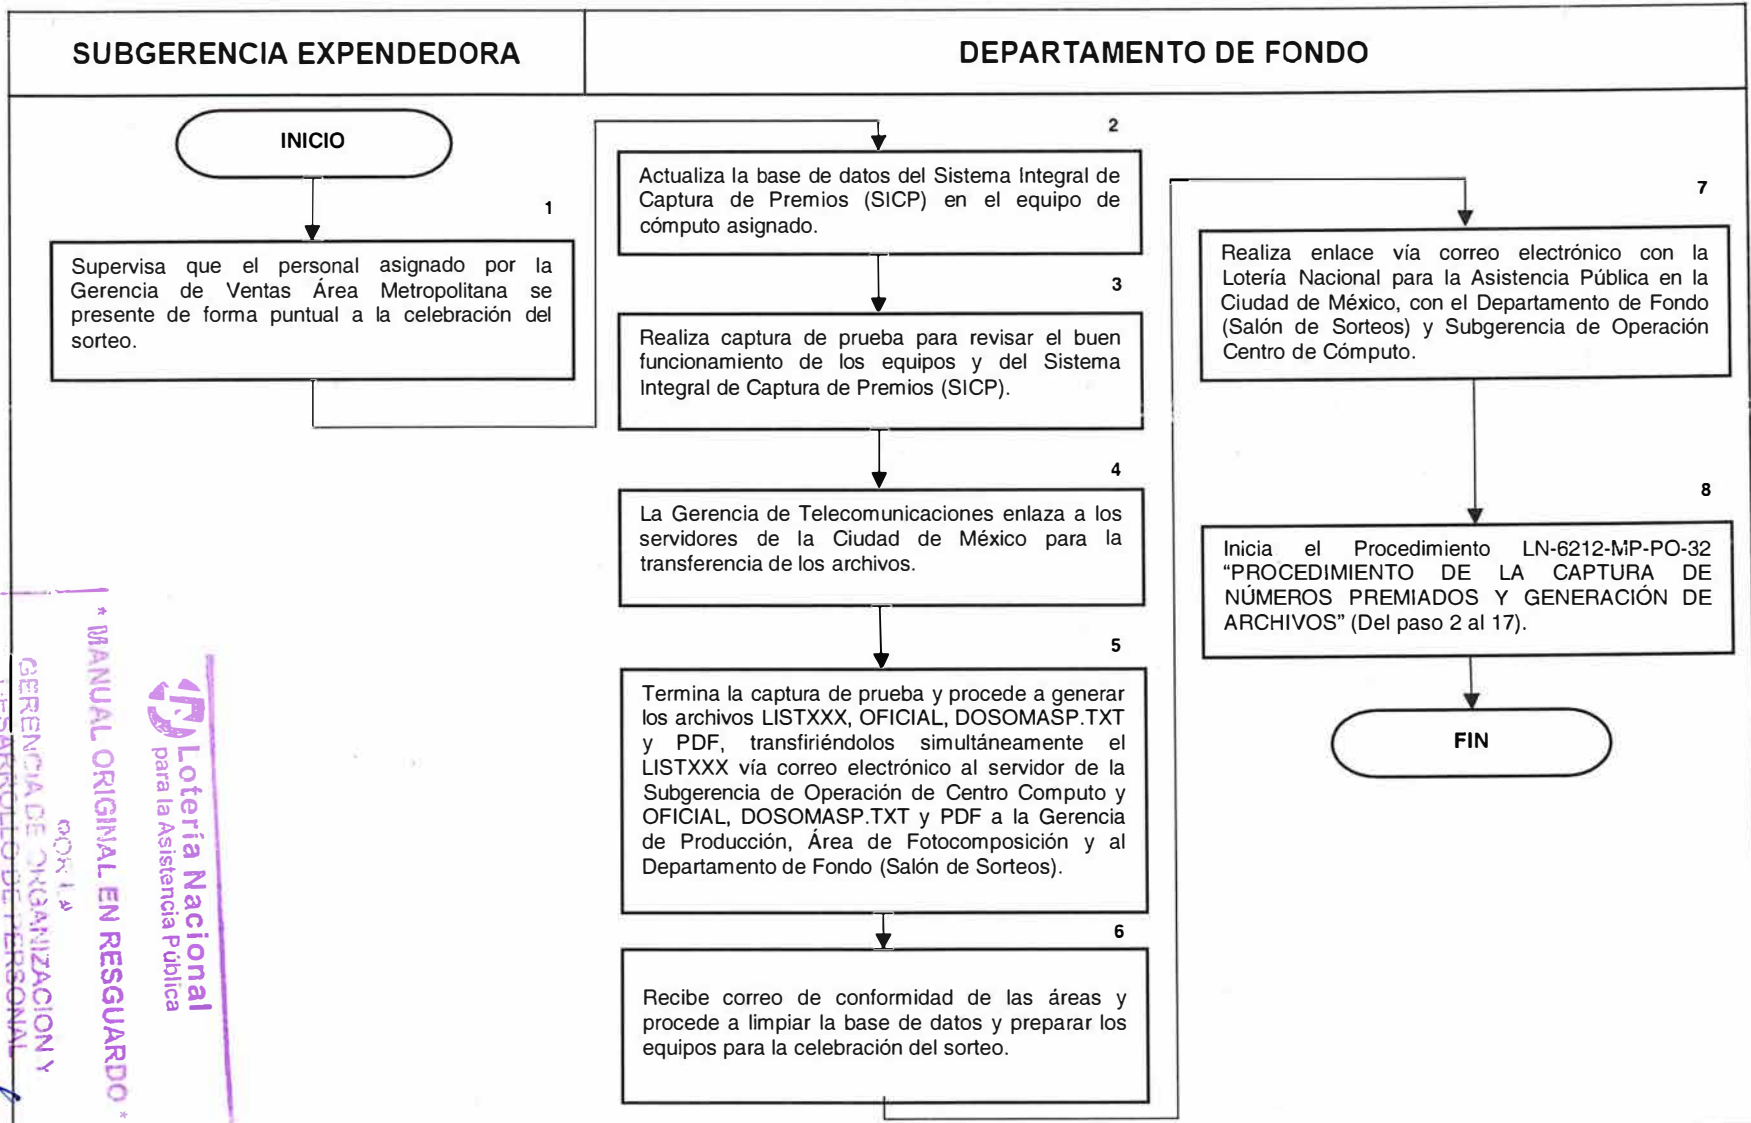 SUBGERENCIA EXPENDEDORA
DEPARTAMENTO DE FONDO
INICIO
1
Supervisa que el personal asignado por la
Gerencia de Ventas Área Metropolitana se
presente de forma puntual a la celebración del
sorteo.
2
Actualiza la base de datos del Sistema Integral de
Captura de Premios (SICP) en el equipo de
cómputo asignado.
3
Realiza captura de prueba para revisar el buen
funcionamiento de los equipos y del Sistema
Integral de Captura de Premios (SICP).
4
La Gerencia de Telecomunicaciones enlaza a los
servidores de la Ciudad de México para la
transferencia de los archivos.
5
Termina la captura de prueba y procede a generar
los archivos LISTXXX, OFICIAL, DOSOMASP.TXT
y PDF, transfiriéndolos simultáneamente el
LISTXXX vía correo electrónico al servidor de la
Subgerencia de Operación de Centro Computo y
OFICIAL, DOSOMASP.TXT y PDF a la Gerencia
de Producción, Área de Fotocomposición y al
Departamento de Fondo (Salón de Sorteos).
6
Recibe correo de conformidad de las áreas y
procede a limpiar la base de datos y preparar los
equipos para la celebración del sorteo.
7
Realiza enlace vía correo electrónico con la
Lotería Nacional para la Asistencia Pública en la
Ciudad de México, con el Departamento de Fondo
(Salón de Sorteos) y Subgerencia de Operación
Centro de Cómputo.
8
Inicia el Procedimiento LN-6212-MP-PO-32
“PROCEDIMIENTO DE LA CAPTURA DE
NÚMEROS PREMIADOS Y GENERACIÓN DE
ARCHIVOS” (Del paso 2 al 17).
FIN
Lotería Nacional
para la Asistencia Pública
* MANUAL ORIGINAL EN RESGUARDO *
POR LA
GERENCIA DE ORGANIZACION Y
DESARROLLO DE PERSONAL